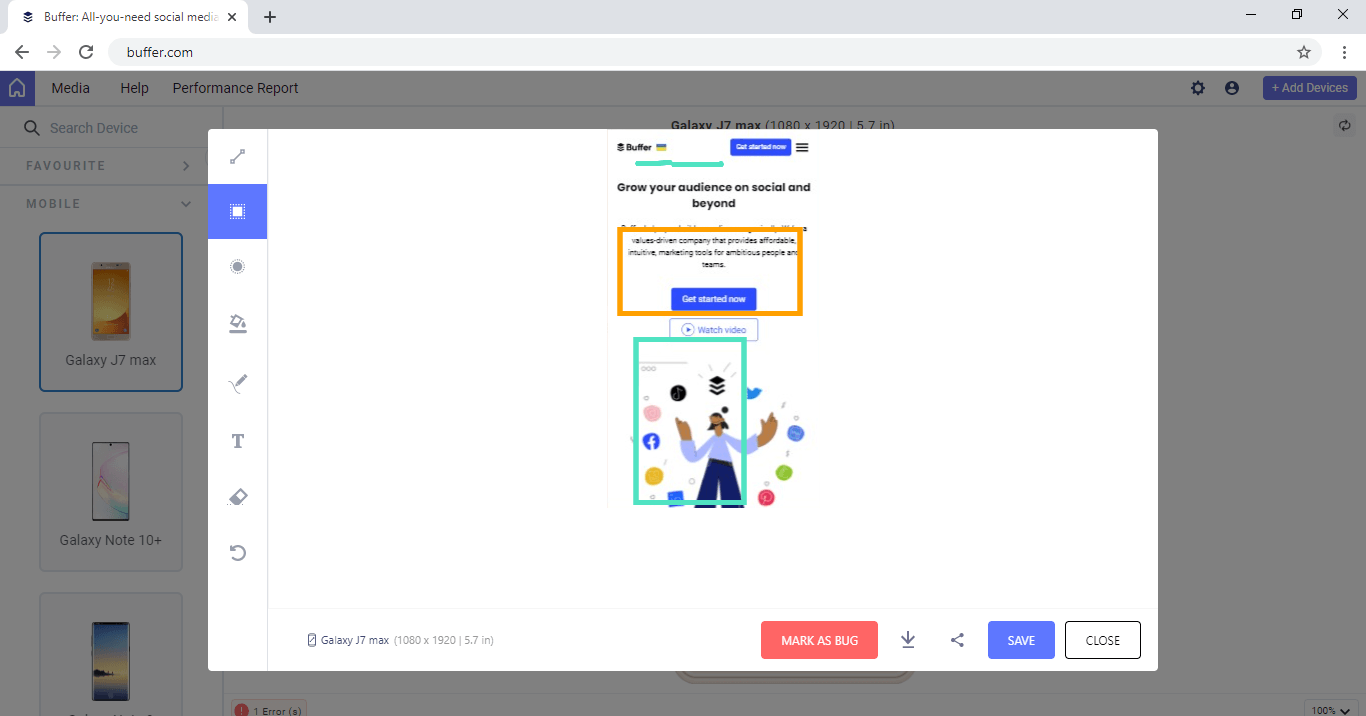 Buffer: All-you-need social media
buffer.com
Media Help Performance Report + Add Devices
Search Device
Galaxy J7 max (1080 x 1920 | 5.7 in)
FAVOURITE
MOBILE
Galaxy J7 max
Galaxy Note 10+
Buffer Get started now
Grow your audience on social and
beyond
values-driven company that provides affordable,
intuitive, marketing tools for ambitious people and
teams.
Get started now
Watch video
T
Galaxy J7 max (1080 x 1920 | 5.7 in)
MARK AS BUG
SAVE
CLOSE
1 Error (s)
100%